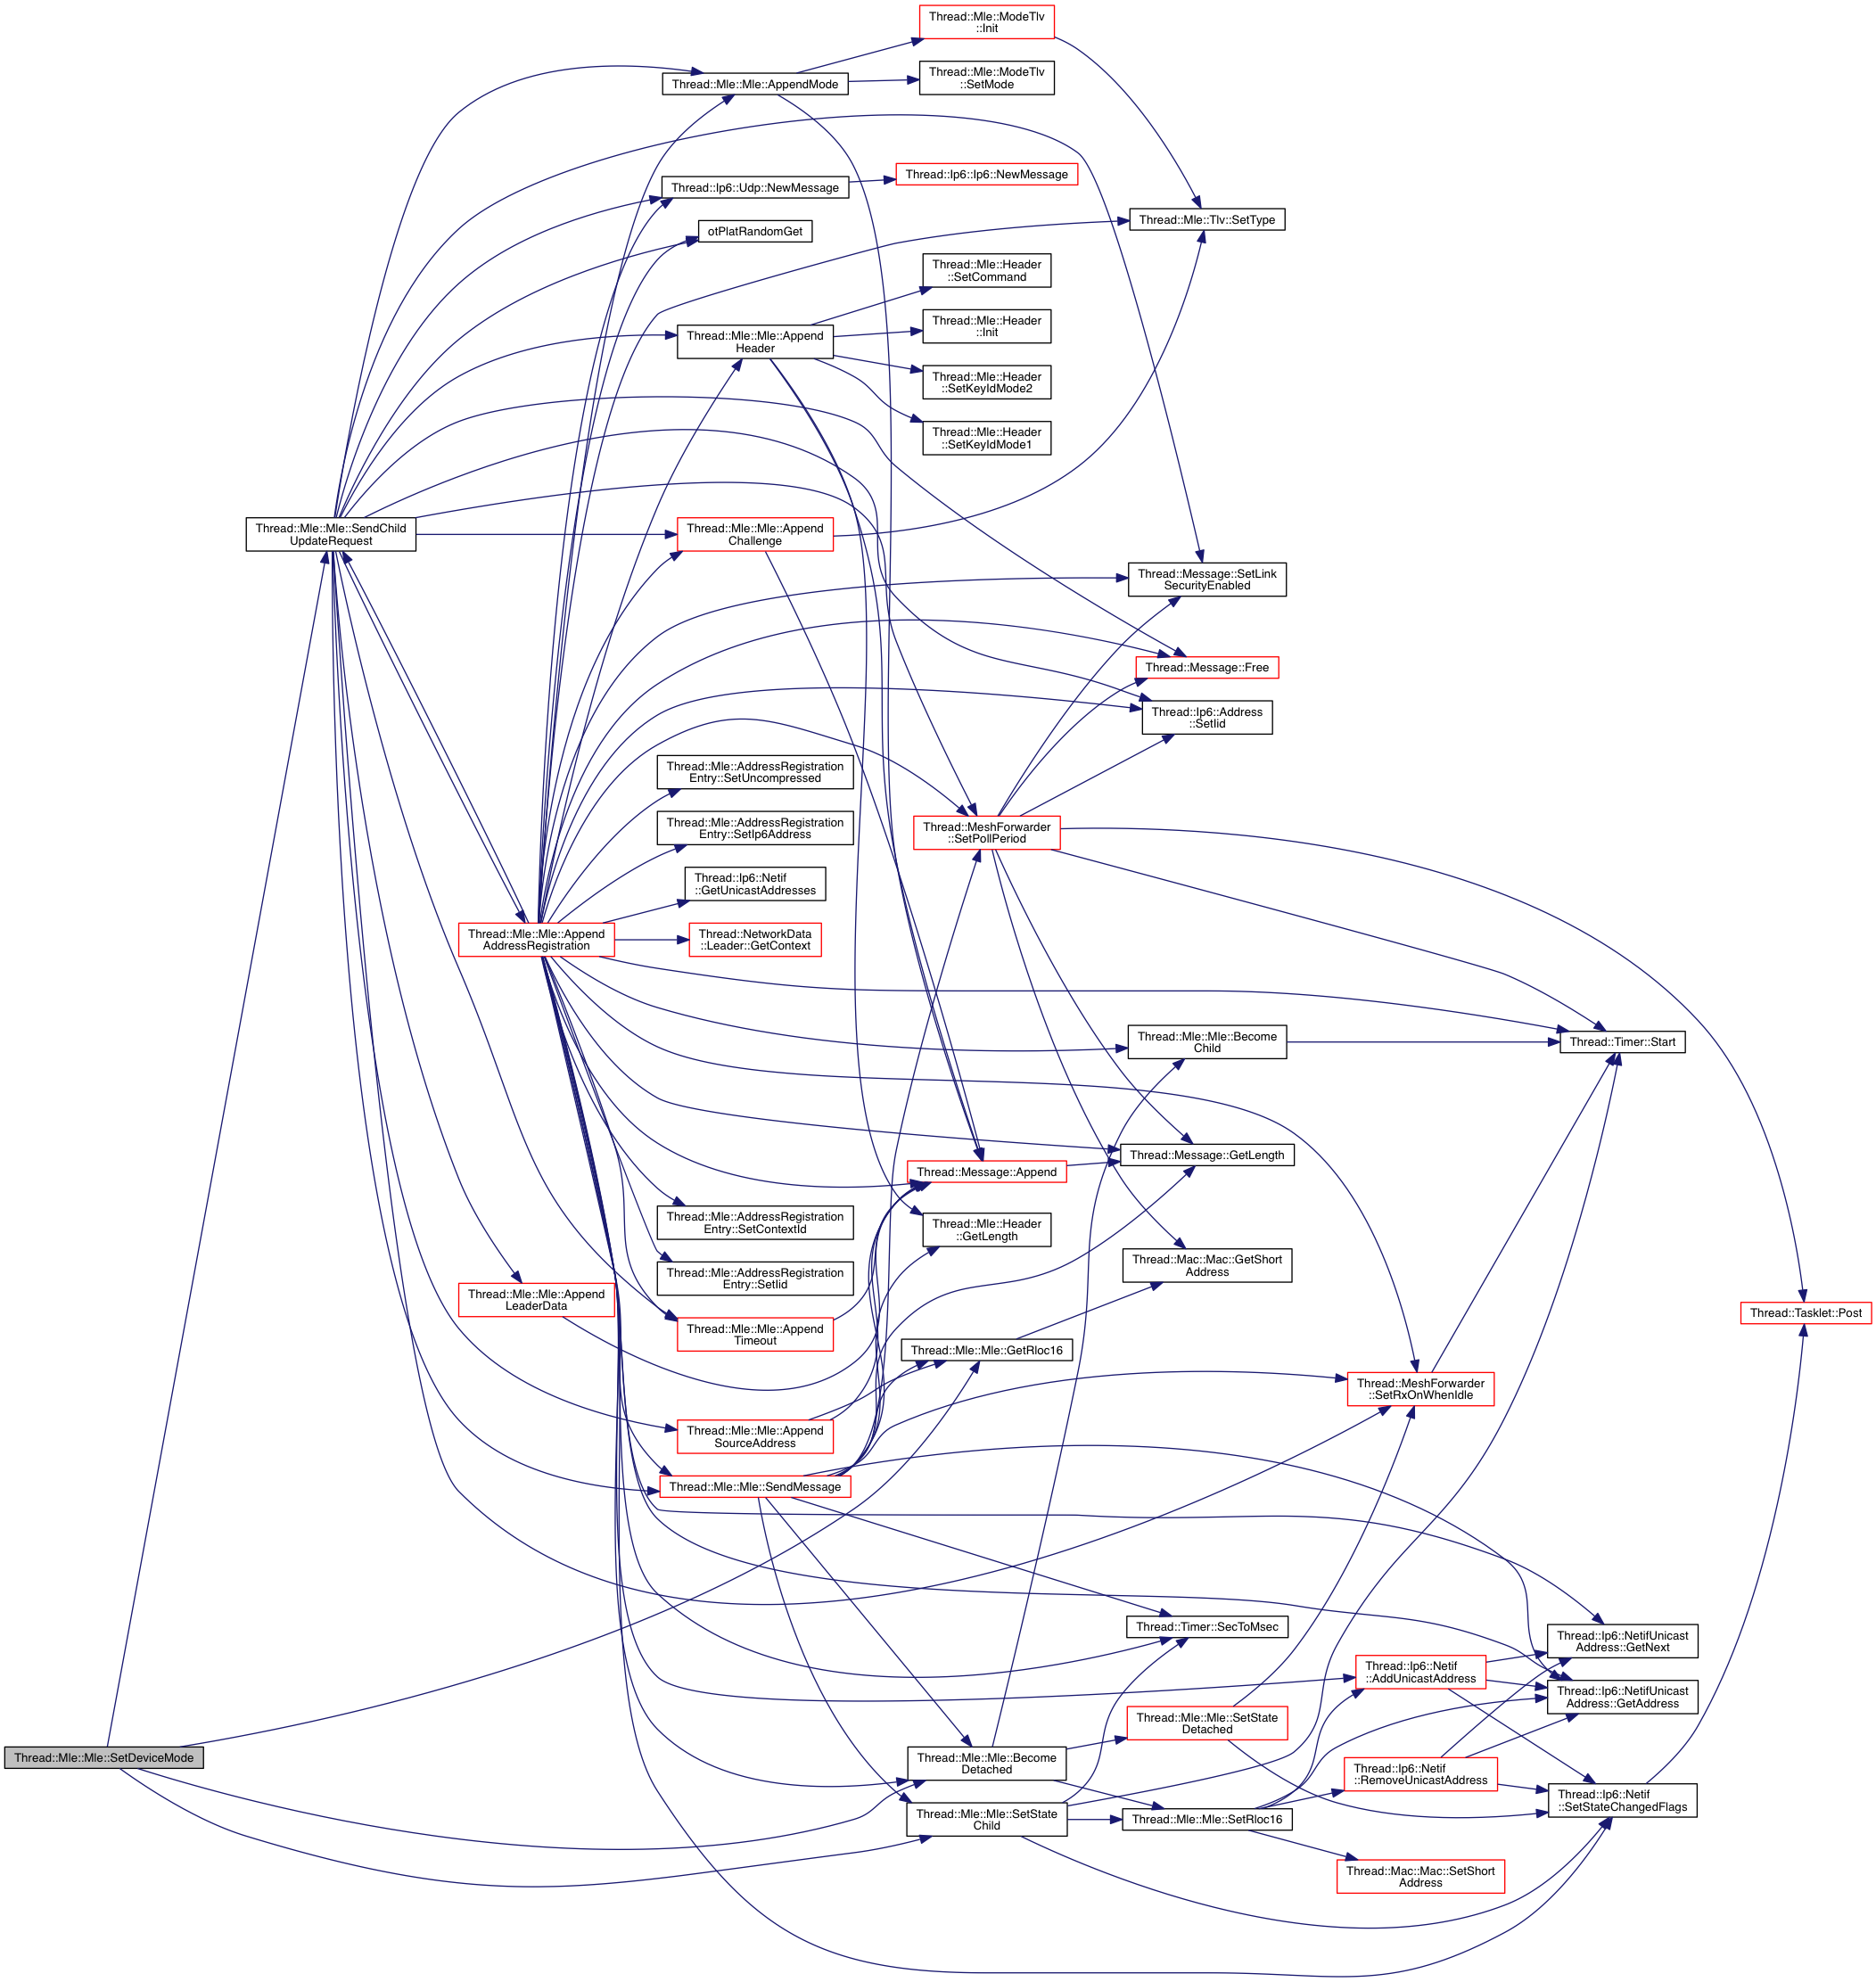 Thread::Mle::ModeTlv
::Init
Thread::Mle::Mle::AppendMode
Thread::Mle::ModeTlv
::SetMode
Thread::Ip6::Udp::NewMessage
Thread::Ip6::Ip6::NewMessage
otPlatRandomGet
Thread::Mle::Tlv::SetType
Thread::Mle::Header
::SetCommand
Thread::Mle::Mle::Append
Header
Thread::Mle::Header
::Init
Thread::Mle::Header
::SetKeyIdMode2
Thread::Mle::Header
::SetKeyIdMode1
Thread::Mle::Mle::SendChild
UpdateRequest
Thread::Mle::Mle::Append
Challenge
Thread::Message::SetLink
SecurityEnabled
Thread::Message::Free
Thread::Ip6::Address
::SetIid
Thread::Mle::AddressRegistration
Entry::SetUncompressed
Thread::Mle::AddressRegistration
Entry::SetIp6Address
Thread::MeshForwarder
::SetPollPeriod
Thread::Ip6::Netif
::GetUnicastAddresses
Thread::Mle::Mle::Append
AddressRegistration
Thread::NetworkData
::Leader::GetContext
Thread::Mle::Mle::Become
Child
Thread::Timer::Start
Thread::Message::GetLength
Thread::Message::Append
Thread::Mle::AddressRegistration
Entry::SetContextId
Thread::Mle::Header
::GetLength
Thread::Mac::Mac::GetShort
Address
Thread::Mle::AddressRegistration
Entry::SetIid
Thread::Mle::Mle::Append
LeaderData
Thread::Mle::Mle::Append
Timeout
Thread::Tasklet::Post
Thread::Mle::Mle::GetRloc16
Thread::MeshForwarder
::SetRxOnWhenIdle
Thread::Mle::Mle::Append
SourceAddress
Thread::Mle::Mle::SendMessage
Thread::Timer::SecToMsec
Thread::Ip6::NetifUnicast
Address::GetNext
Thread::Ip6::Netif
::AddUnicastAddress
Thread::Ip6::NetifUnicast
Address::GetAddress
Thread::Mle::Mle::SetState
Detached
Thread::Mle::Mle::SetDeviceMode
Thread::Mle::Mle::Become
Detached
Thread::Ip6::Netif
::RemoveUnicastAddress
Thread::Ip6::Netif
::SetStateChangedFlags
Thread::Mle::Mle::SetState
Child
Thread::Mle::Mle::SetRloc16
Thread::Mac::Mac::SetShort
Address